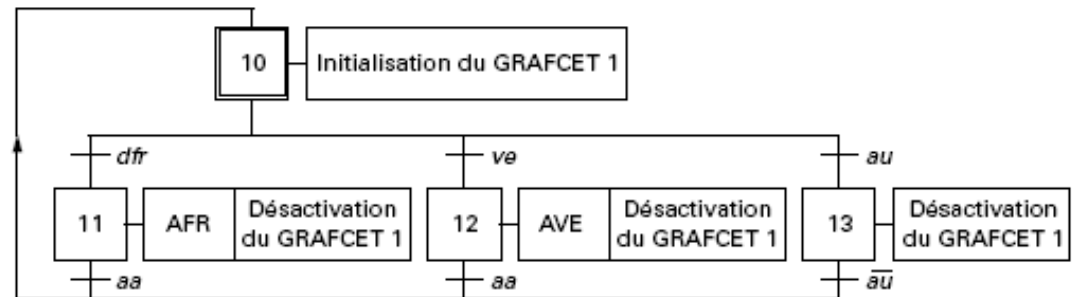 10
Initialisation du GRAFCET 1
dfr
ve
au
11
AFR
Désactivation
du GRAFCET 1
12
AVE
Désactivation
du GRAFCET 1
13
Désactivation
du GRAFCET 1
aa
aa
a̅u̅